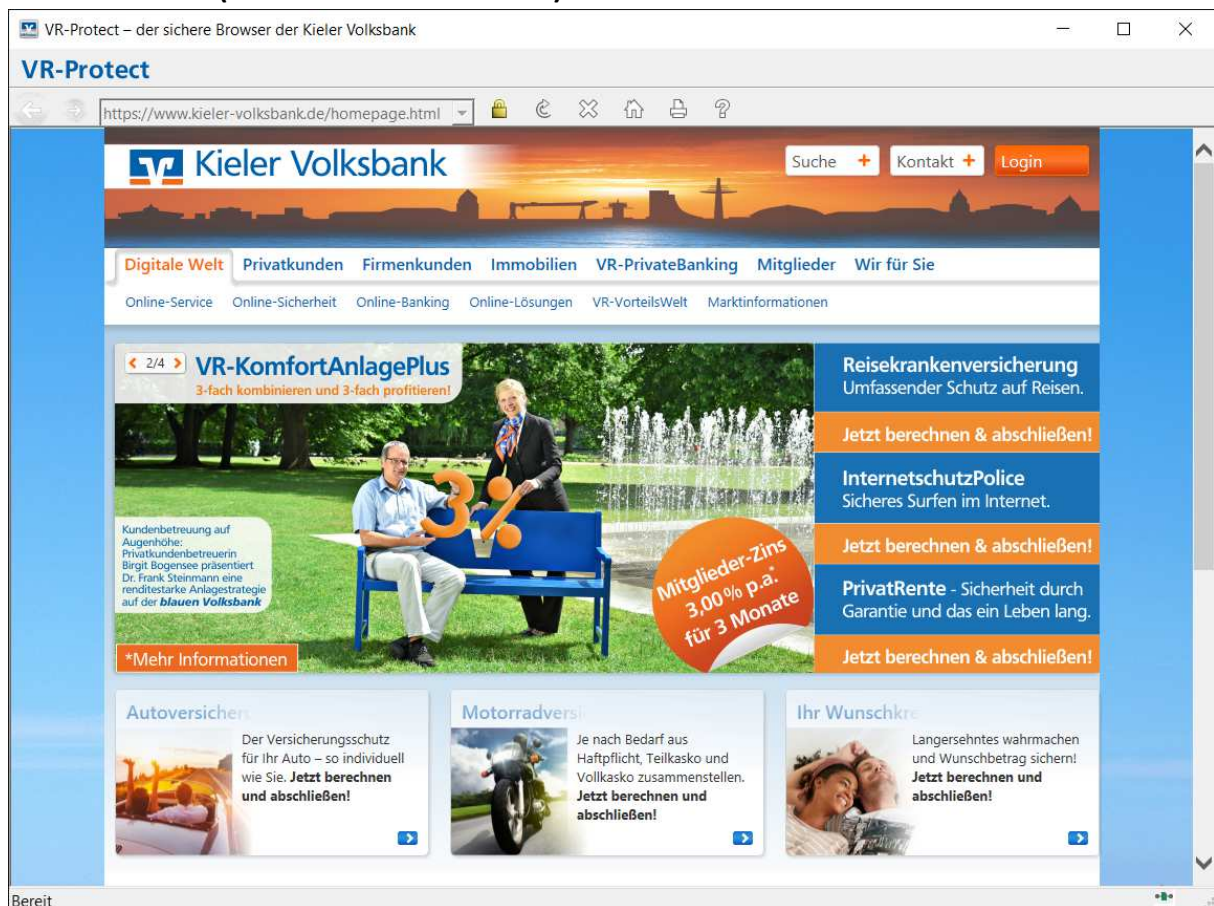 VR-Protect – der sichere Browser der Kieler Volksbank
VR-Protect
https://www.kieler-volksbank.de/homepage.html
Kieler Volksbank
Suche +
Kontakt +
Login
Digitale Welt Privatkunden Firmenkunden Immobilien VR-PrivateBanking Mitglieder Wir für Sie
Online-Service Online-Sicherheit Online-Banking Online-Lösungen VR-VorteilsWelt Marktinformationen
2/4
VR-KomfortAnlagePlus
3-fach kombinieren und 3-fach profitieren!
3%
Kundenbetreuung auf
Augenhöhe:
Privatkundenbetreuerin
Birgit Bogensee präsentiert
Dr. Frank Steinmann eine
renditestarke Anlagestrategie
auf der blauen Volksbank
*Mehr Informationen
Mitglieder-Zins
3,00% p.a.*
für 3 Monate
Reisekrankenversicherung
Umfassender Schutz auf Reisen.
Jetzt berechnen & abschließen!
InternetschutzPolice
Sicheres Surfen im Internet.
Jetzt berechnen & abschließen!
PrivatRente - Sicherheit durch
Garantie und das ein Leben lang.
Jetzt berechnen & abschließen!
Autoversicher
Der Versicherungsschutz
für Ihr Auto – so individuell
wie Sie. Jetzt berechnen
und abschließen!
Motorradversi
Je nach Bedarf aus
Haftpflicht, Teilkasko und
Vollkasko zusammenstellen.
Jetzt berechnen und
abschließen!
Ihr Wunschkre
Langersehntes wahrmachen
und Wunschbetrag sichern!
Jetzt berechnen und
abschließen!
Bereit